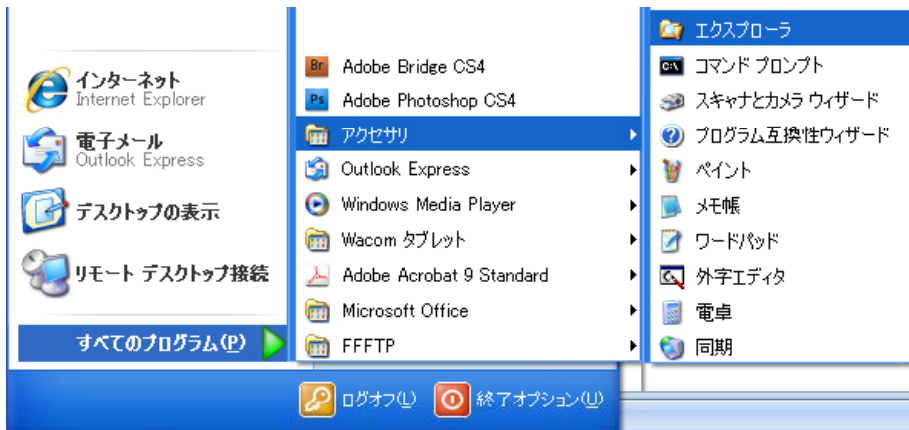 インターネット
Internet Explorer
電子メール
Outlook Express
デスクトップの表示
リモート デスクトップ接続
すべてのプログラム(P)
Br Adobe Bridge CS4
Ps Adobe Photoshop CS4
アクセサリ
Outlook Express
Windows Media Player
Wacom タブレット
Adobe Acrobat 9 Standard
Microsoft Office
FFFTP
エクスプローラ
C:\ コマンド プロンプト
スキャナとカメラ ウィザード
プログラム互換性ウィザード
ペイント
メモ帳
ワードパッド
外字エディタ
電卓
同期
ログオフ(L)
終了オプション(U)